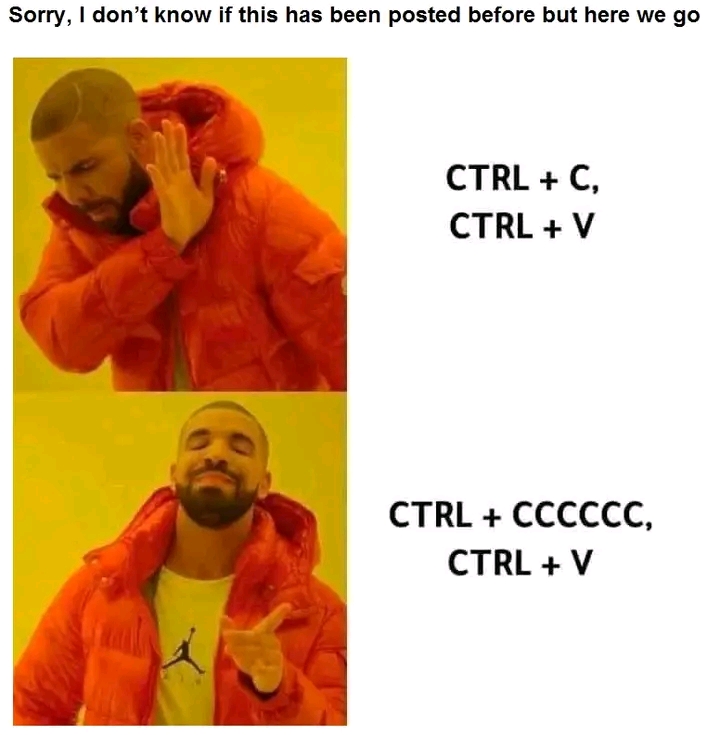 Sorry, I don’t know if this has been posted before but here we go
CTRL + C,
CTRL + V
CTRL + CCCCCC,
CTRL + V